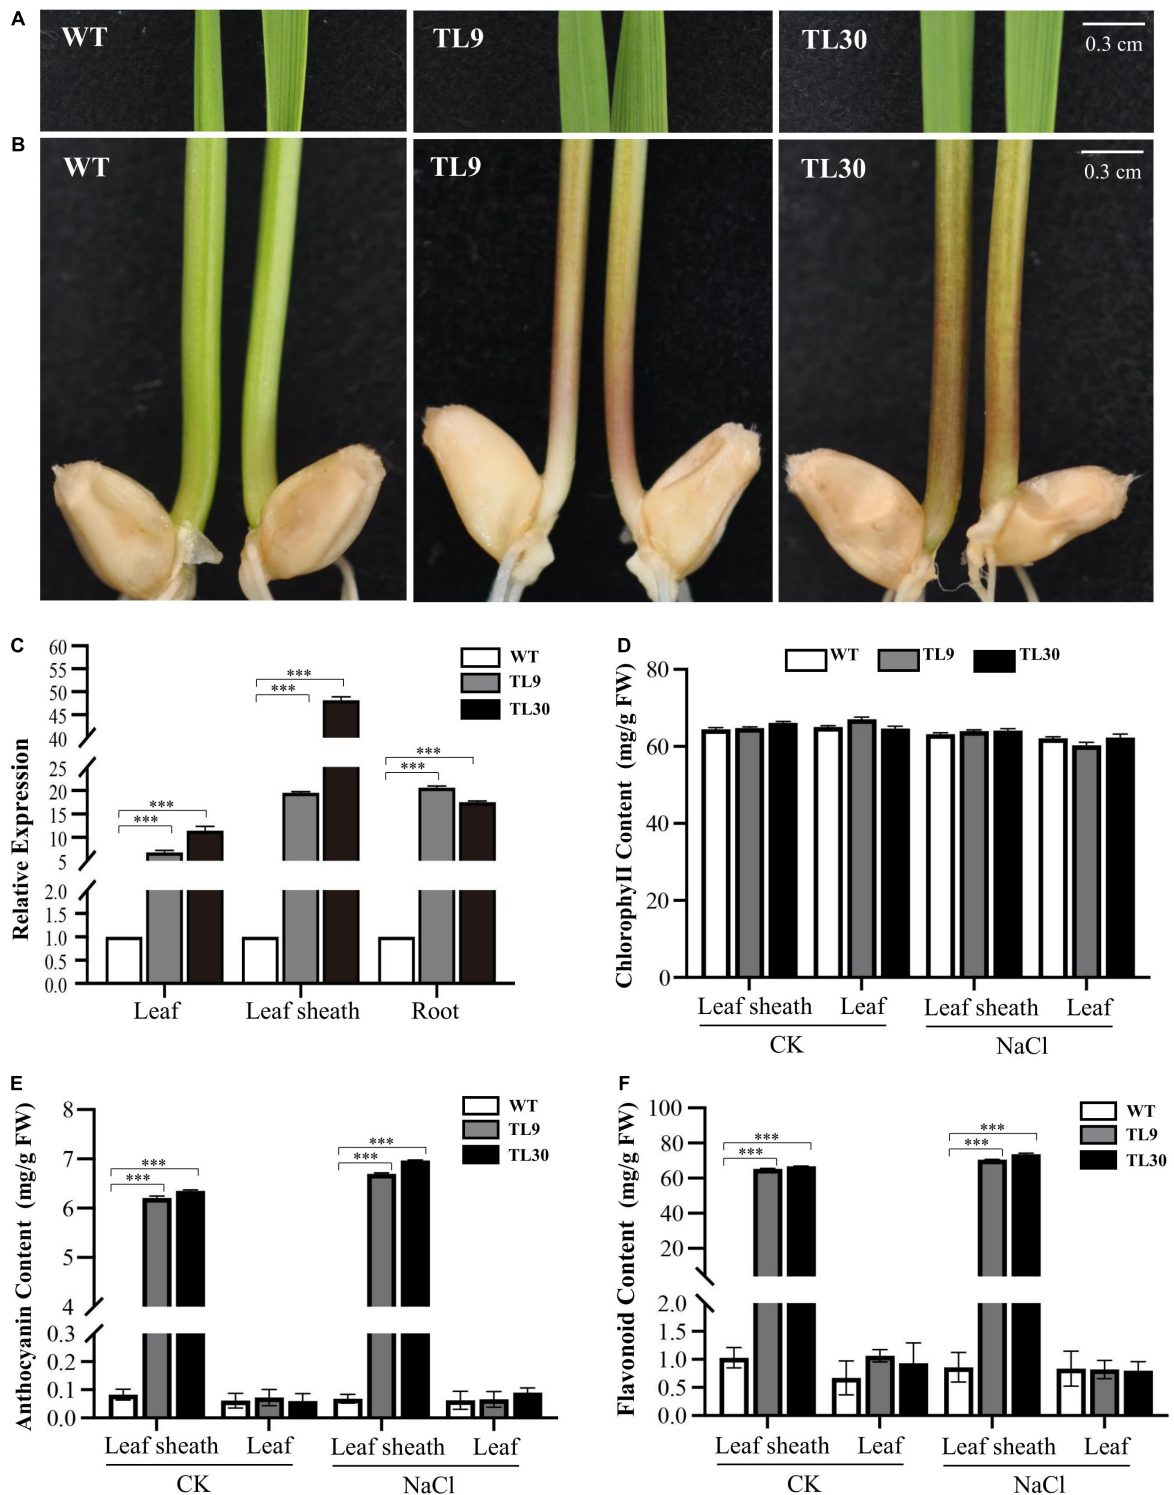 A
WT
TL9
TL30
0.3 cm
B
WT
TL9
TL30
0.3 cm
C
Relative Expression
60
55
50
45
40
25
20
15
10
5
2.0
1.5
1.0
0.5
0.0
***
***
***
***
***
***
WT
TL9
TL30
Leaf
Leaf sheath
Root
D
Chlorophyll Content (mg/g FW)
80
60
40
20
0
WT
TL9
TL30
Leaf sheath
Leaf
Leaf sheath
Leaf
CK
NaCl
E
Anthocyanin Content (mg/g FW)
8
7
6
5
4
0.3
0.2
0.1
0.0
***
***
***
***
WT
TL9
TL30
Leaf sheath
Leaf
Leaf sheath
Leaf
CK
NaCl
F
Flavonoid Content (mg/g FW)
100
80
60
40
20
2.0
1.5
1.0
0.5
0.0
***
***
***
***
WT
TL9
TL30
Leaf sheath
Leaf
Leaf sheath
Leaf
CK
NaCl